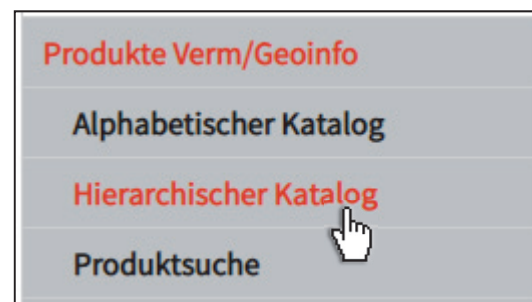 Produkte Verm/Geoinfo
Alphabetischer Katalog
Hierarchischer Katalog
Produktsuche